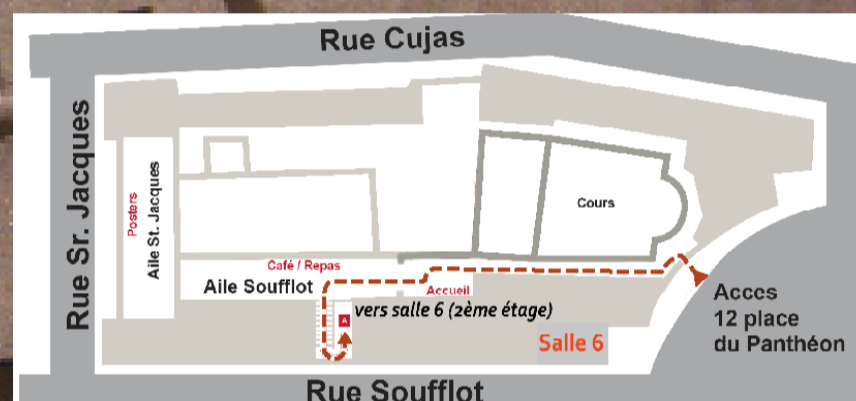 Rue Cujas
Rue Sr. Jacques
Posters
Aile St. Jacques
Cours
Café / Repas
Aile Soufflot
Accueil
A
vers salle 6 (2ème étage)
Salle 6
Acces
12 place
du Panthéon
Rue Soufflot